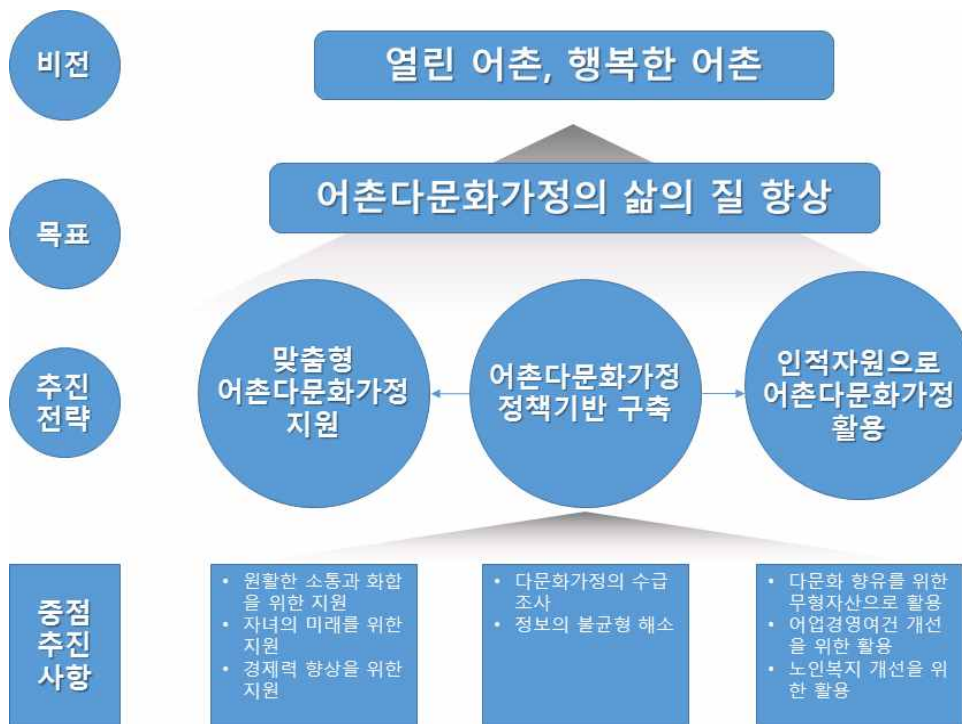 비전
열린 어촌, 행복한 어촌
목표
어촌다문화가정의 삶의 질 향상
추진
전략
맞춤형
어촌다문화가정
지원
어촌다문화가정
정책기반 구축
인적자원으로
어촌다문화가정
활용
중점
추진
사항
• 원활한 소통과 화합
을 위한 지원
• 자녀의 미래를 위한
지원
• 경제력 향상을 위한
지원
• 다문화가정의 수급
조사
• 정보의 불균형 해소
• 다문화 향유를 위한
무형자산으로 활용
• 어업경영여건 개선
을 위한 활용
• 노인복지 개선을 위
한 활용